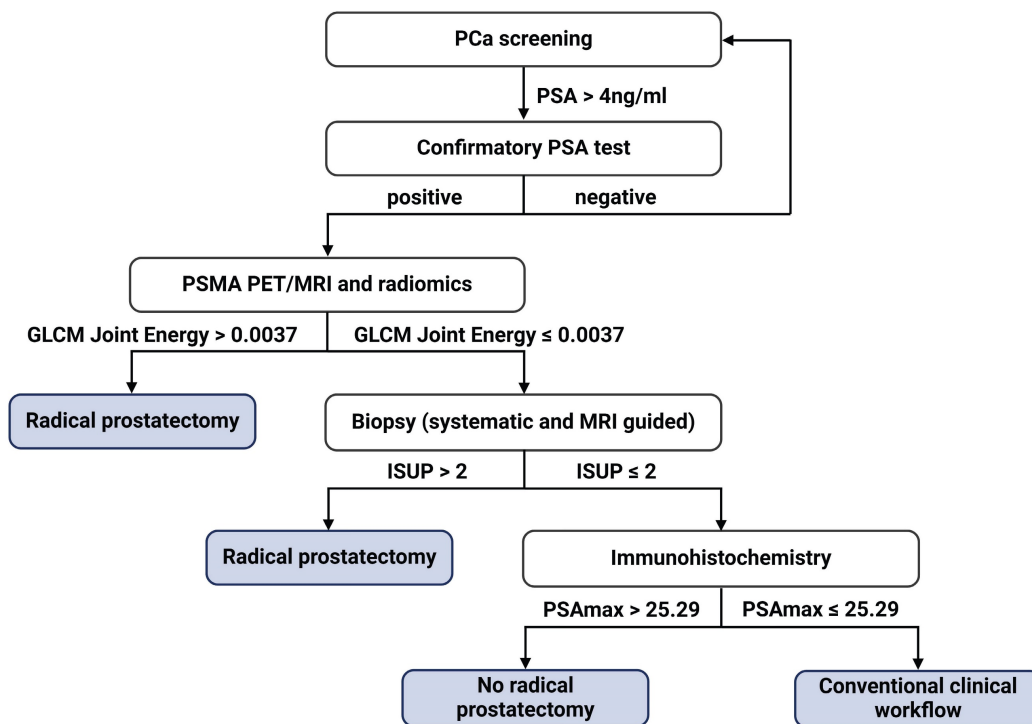 PCa screening
PSA > 4ng/ml
Confirmatory PSA test
positive
negative
PSMA PET/MRI and radiomics
GLCM Joint Energy > 0.0037
GLCM Joint Energy ≤ 0.0037
Radical prostatectomy
Biopsy (systematic and MRI guided)
ISUP > 2
ISUP ≤ 2
Radical prostatectomy
Immunohistochemistry
PSAmax > 25.29
PSAmax ≤ 25.29
No radical
prostatectomy
Conventional clinical
workflow